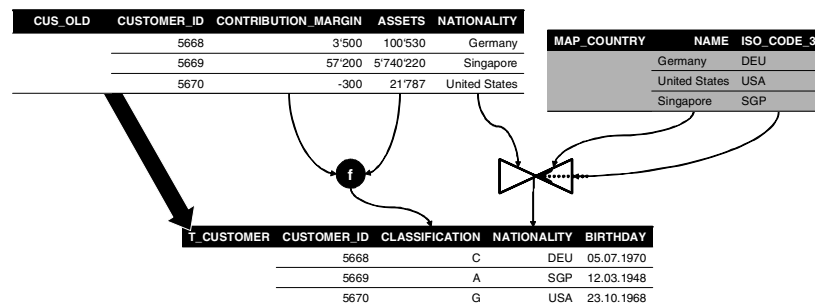 CUS_OLD CUSTOMER_ID CONTRIBUTION_MARGIN ASSETS NATIONALITY
5668 3'500 100'530 Germany
5669 57'200 5'740'220 Singapore
5670 -300 21'787 United States
MAP_COUNTRY NAME ISO_CODE_3
Germany DEU
United States USA
Singapore SGP
f
T_CUSTOMER CUSTOMER_ID CLASSIFICATION NATIONALITY BIRTHDAY
5668 C DEU 05.07.1970
5669 A SGP 12.03.1948
5670 G USA 23.10.1968